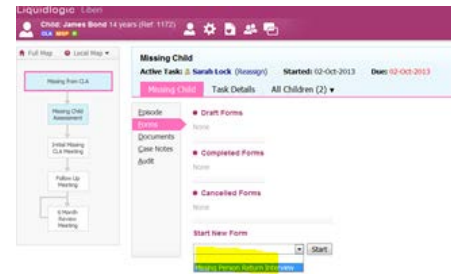 Liquidlogic Liberi
Child: James Bond 14 years (Ref: 1172)
CLA
Full Map Local Map
Missing from CLA
Missing Child Assessment
Initial Missing CLA Meeting
Follow Up Meeting
6 Month Review Meeting
Missing Child
Active Task: Sarah Lock (Reassign) Started: 02-Oct-2013 Due: 02-Oct-2013
Missing Child Task Details All Children (2)
Episode
Forms
Documents
Case Notes
Audit
Draft Forms
None
Completed Forms
None
Cancelled Forms
None
Start New Form
Start
Missing Person Return Interview